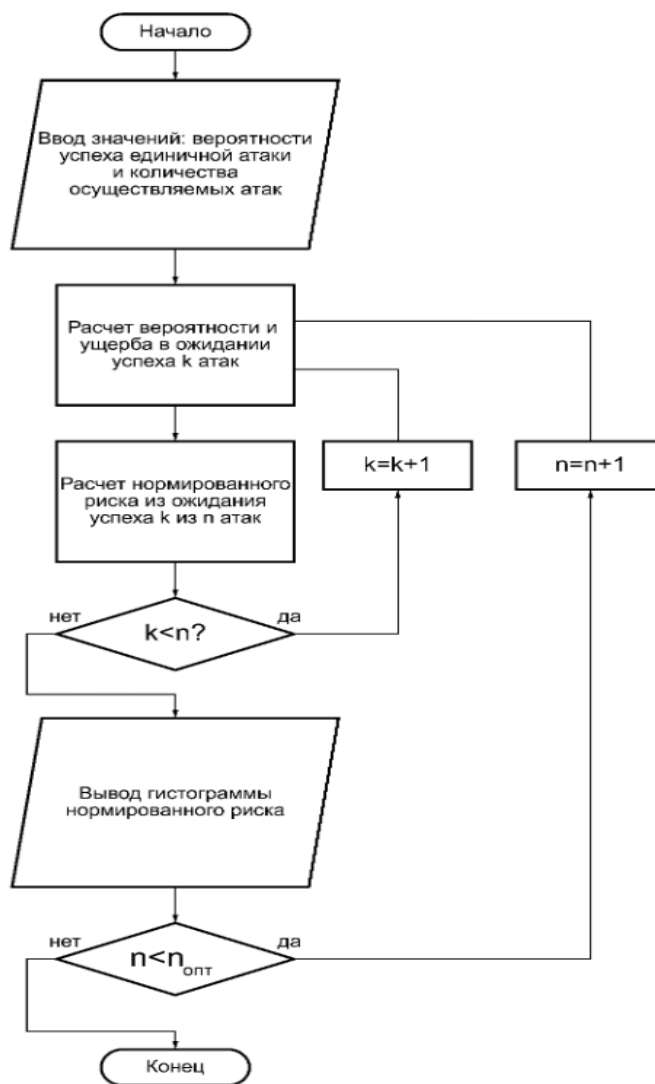 Начало
Ввод значений: вероятности
успеха единичной атаки
и количества
осуществляемых атак
Расчет вероятности и
ущерба в ожидании
успеха k атак
k=k+1
n=n+1
Расчет нормированного
риска из ожидания
успеха k из n атак
нет
k<n?
да
Вывод гистограммы
нормированного риска
нет
n<nопт
да
Конец